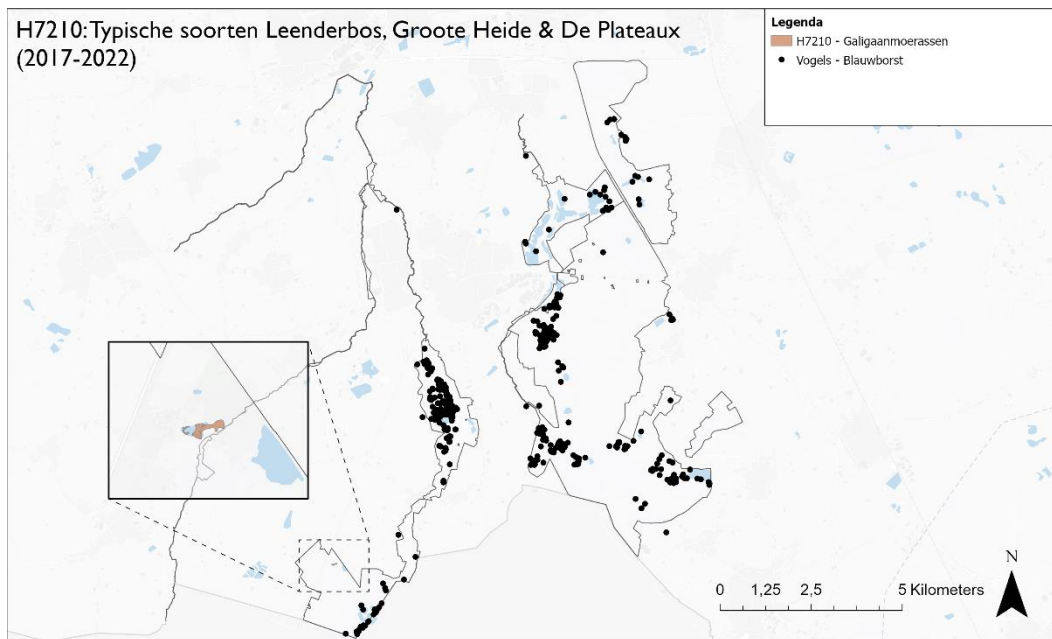 H7210: Typische soorten Leenderbos, Groote Heide & De Plateaux
(2017-2022)
Legenda
H7210 - Galigaanmoerassen
Vogels - Blauwborst
N
0 1,25 2,5 5 Kilometers